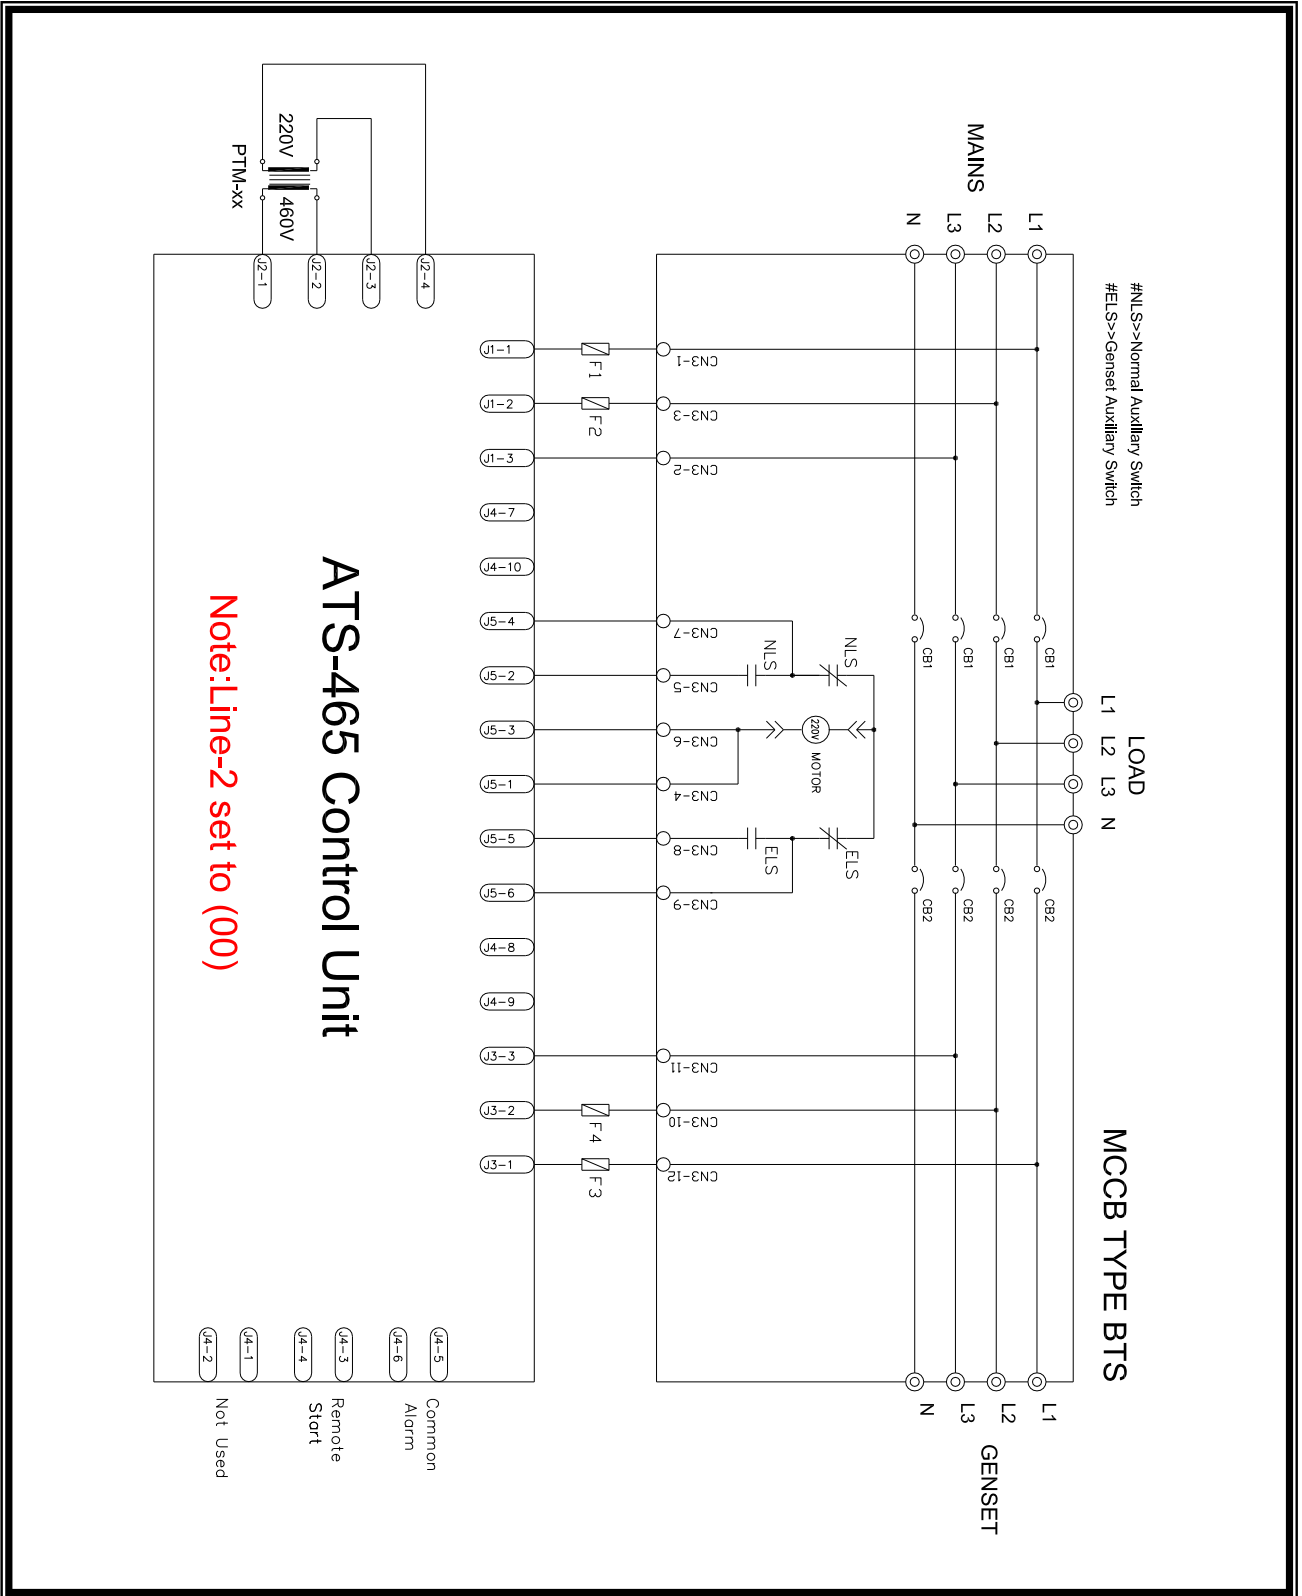 #NLS>>Normal Auxiliary Switch
#ELS>>Genset Auxiliary Switch
MCCB TYPE BTS
LOAD
L1
L2
L3
N
MAINS
L1
L2
L3
N
GENSET
L1
L2
L3
N
CB1
CB1
CB1
CB1
CB2
CB2
CB2
CB2
NLS
NLS
220V
MOTOR
ELS
ELS
CN3-1
CN3-3
CN3-2
CN3-7
CN3-5
CN3-6
CN3-4
CN3-8
CN3-9
CN3-11
CN3-10
CN3-12
F1
F2
F4
F3
J1-1
J1-2
J1-3
J4-7
J4-10
J5-4
J5-2
J5-3
J5-1
J5-5
J5-6
J4-8
J4-9
J3-3
J3-2
J3-1
J2-4
J2-3
J2-2
J2-1
220V
460V
PTM-xx
ATS-465 Control Unit
Note:Line-2 set to (00)
J4-5
J4-6
J4-3
J4-4
J4-1
J4-2
Common
Alarm
Remote
Start
Not Used